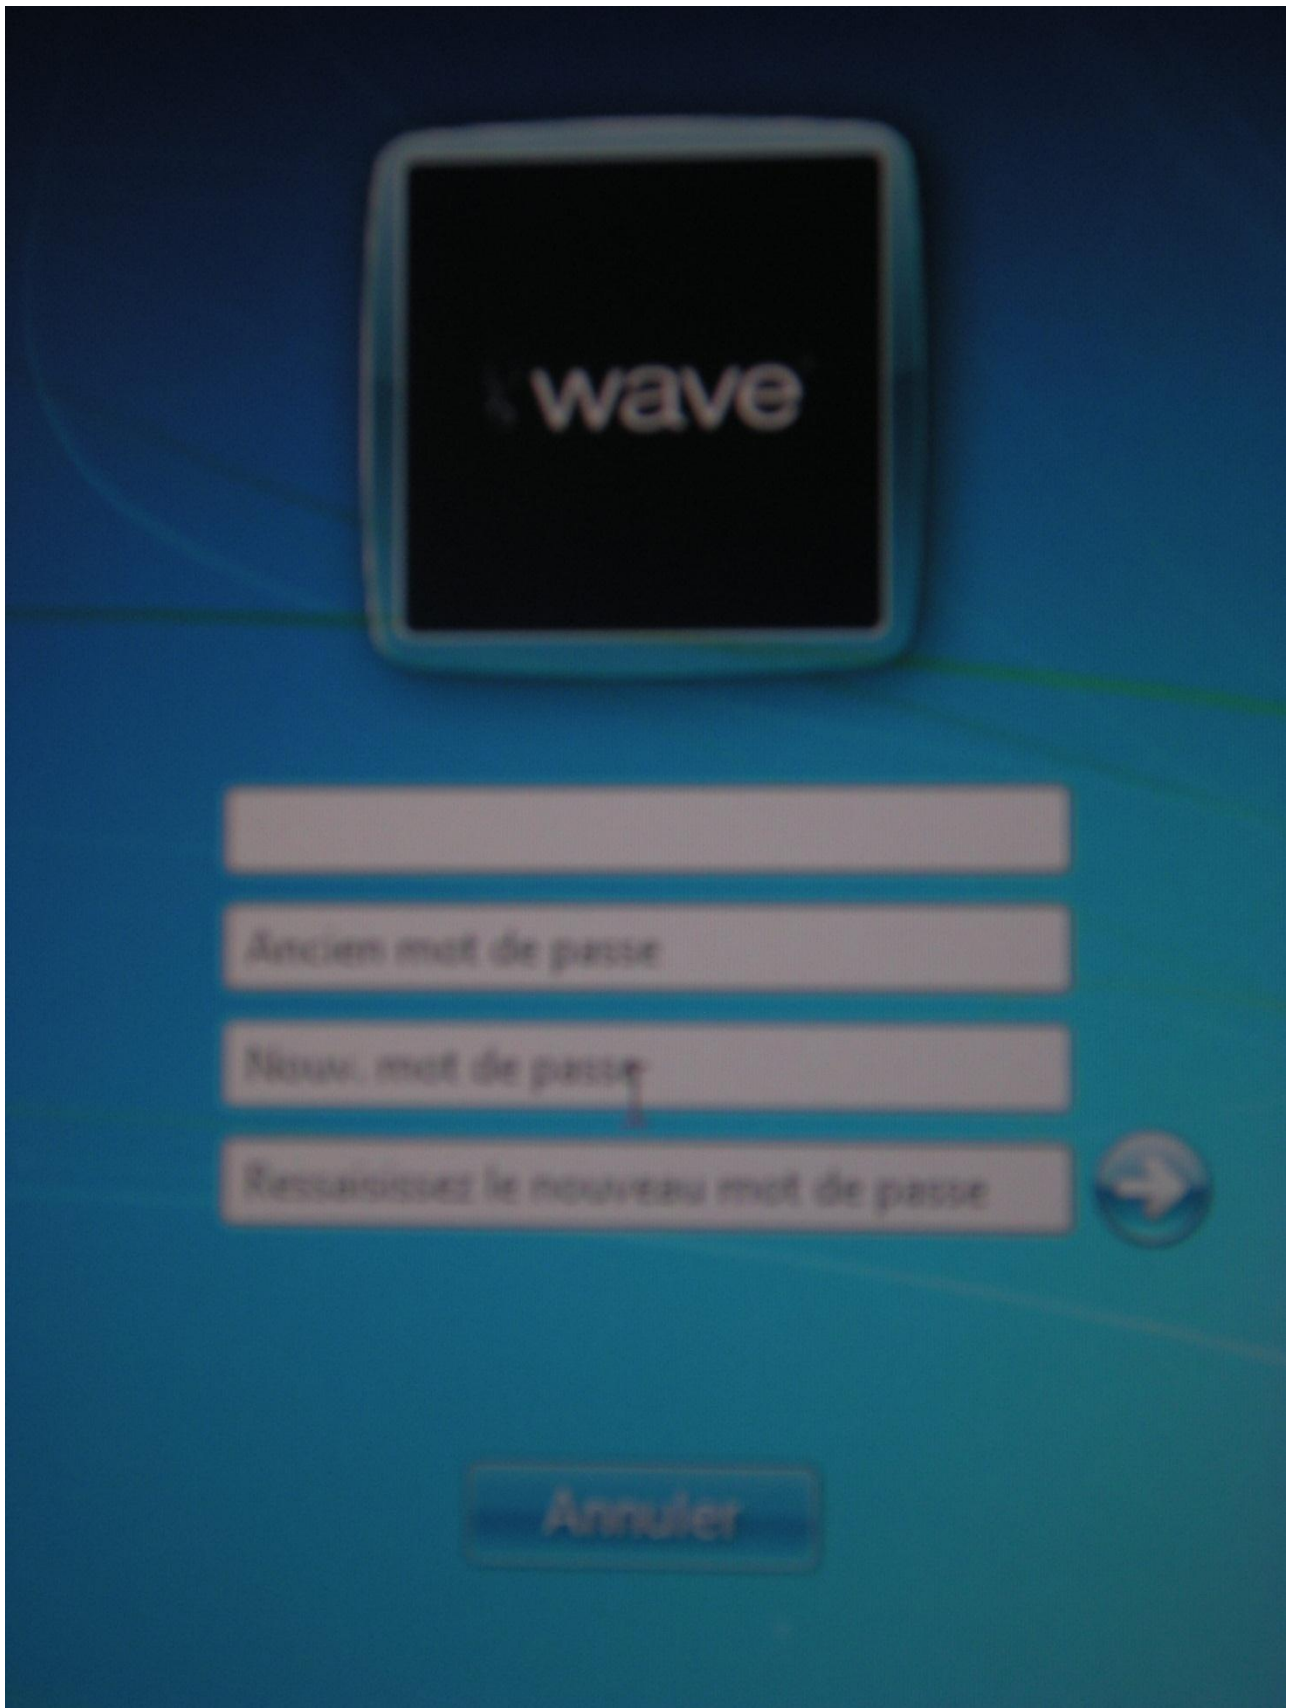 wave
Ancien mot de passe
Nouv. mot de passe
Ressaisissez le nouveau mot de passe
Annuler